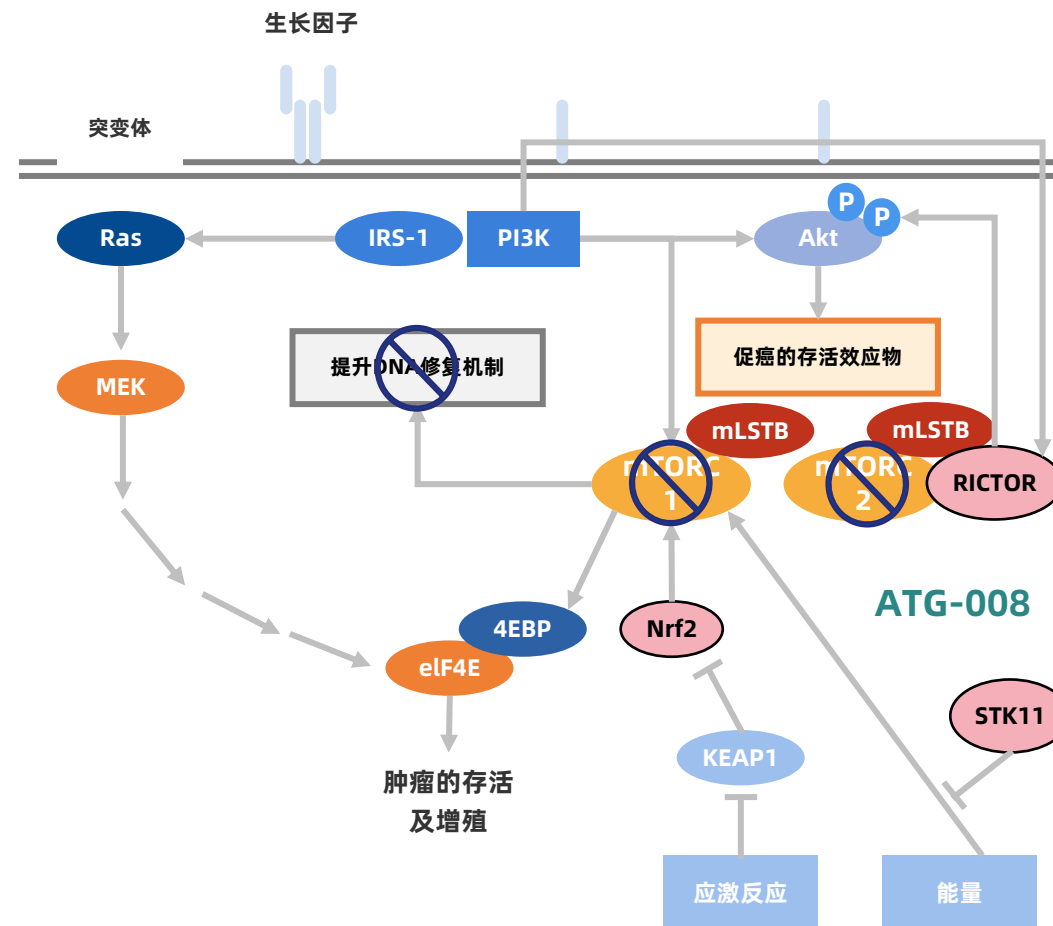 生长因子
突变体
P
P
Ras
IRS-1
PI3K
Akt
提升DNA修复机制
促癌的存活效应物
MEK
mLSTB
mLSTB
mTORC
1
mTORC
2
RICTOR
ATG-008
4EBP
Nrf2
elF4E
STK11
KEAP1
肿瘤的存活
及增殖
应激反应
能量